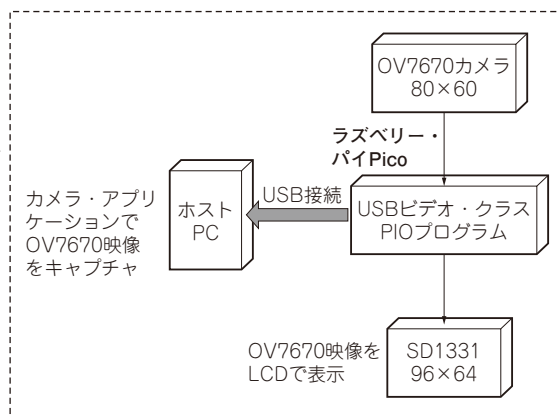 OV7670カメラ
80×60
ラズベリー・
パイPico
カメラ・アプリ
ケーションで
OV7670映像
をキャプチャ
ホスト
PC
USB接続
USBビデオ・クラス
PIOプログラム
OV7670映像を
LCDで表示
SD1331
96×64